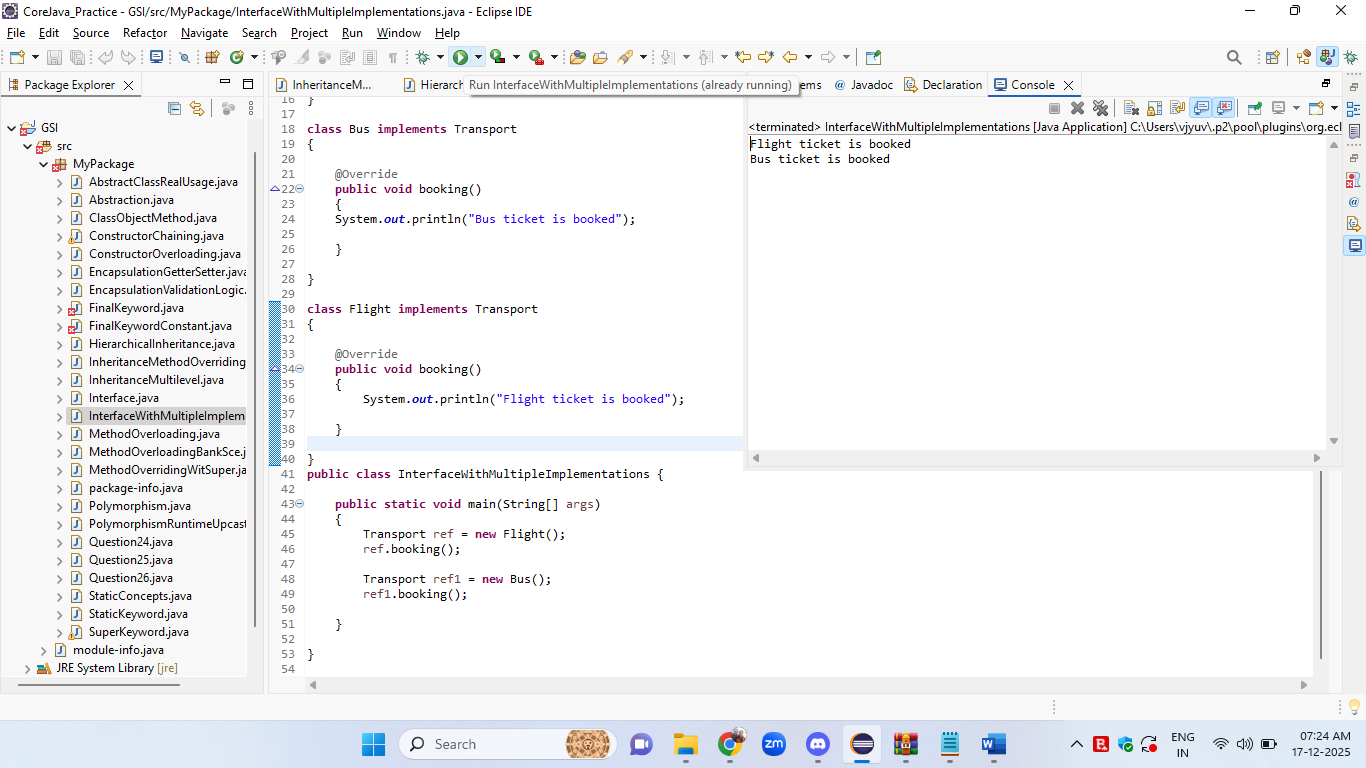 CoreJava_Practice - GSI/src/MyPackage/InterfaceWithMultipleImplementations.java - Eclipse IDE
File Edit Source Refactor Navigate Search Project Run Window Help
Package Explorer
InheritanceM...
Hierarch
Run InterfaceWithMultipleImplementations (already running)
ems
@ Javadoc
Declaration
Console
<terminated> InterfaceWithMultipleImplementations [Java Application] C:\Users\vjyuv\.p2\pool\plugins\org.ecl
Flight ticket is booked
Bus ticket is booked
GSI
src
MyPackage
AbstractClassRealUsage.java
Abstraction.java
ClassObjectMethod.java
ConstructorChaining.java
ConstructorOverloading.java
EncapsulationGetterSetter.java
EncapsulationValidationLogic.
FinalKeyword.java
FinalKeywordConstant.java
HierarchicalInheritance.java
InheritanceMethodOverriding
InheritanceMultilevel.java
Interface.java
InterfaceWithMultipleImplem
MethodOverloading.java
MethodOverloadingBankSce.j
MethodOverridingWitSuper.ja
package-info.java
Polymorphism.java
PolymorphismRuntimeUpcast
Question24.java
Question25.java
Question26.java
StaticConcepts.java
StaticKeyword.java
SuperKeyword.java
module-info.java
JRE System Library [jre]
16 }
17
18 class Bus implements Transport
19 {
20
21 @Override
22 public void booking()
23 {
24 System.out.println("Bus ticket is booked");
25
26 }
27
28 }
29
30 class Flight implements Transport
31 {
32
33 @Override
34 public void booking()
35 {
36 System.out.println("Flight ticket is booked");
37
38 }
39
40 }
41 public class InterfaceWithMultipleImplementations {
42
43 public static void main(String[] args)
44 {
45 Transport ref = new Flight();
46 ref.booking();
47
48 Transport ref1 = new Bus();
49 ref1.booking();
50
51 }
52
53 }
54
Search
zm
ENG
IN
07:24 AM
17-12-2025